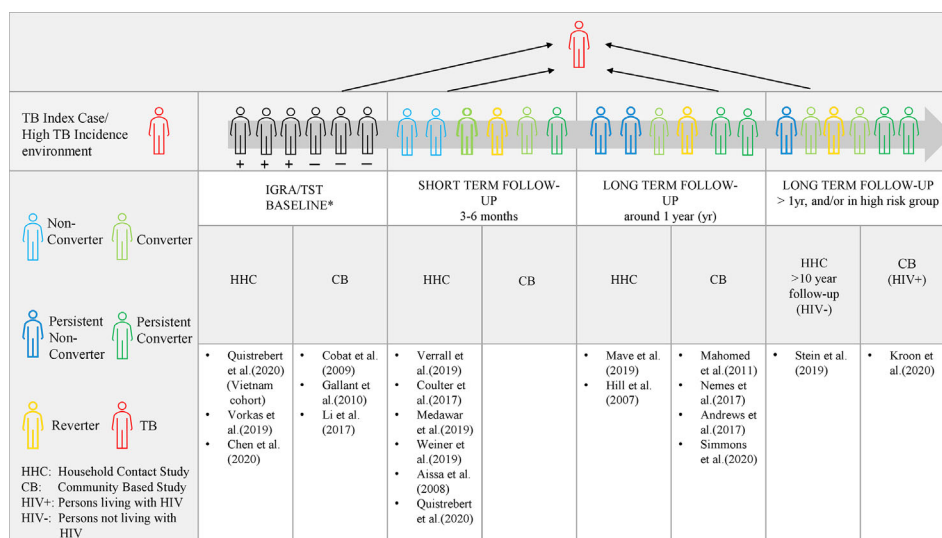 TB Index Case/
High TB Incidence
environment
+ + + – – –
IGRA/TST
BASELINE*
SHORT TERM FOLLOW-
UP
3-6 months
LONG TERM FOLLOW-
UP
around 1 year (yr)
LONG TERM FOLLOW-UP
> 1yr, and/or in high risk group
Non-
Converter
Converter
Persistent
Non-
Converter
Persistent
Converter
Reverter
TB
HHC: Household Contact Study
CB: Community Based Study
HIV+: Persons living with HIV
HIV-: Persons not living with
HIV
HHC
CB
HHC
CB
HHC
CB
HHC
>10 year
follow-up
(HIV-)
CB
(HIV+)
• Quistrebert
et al.(2020)
(Vietnam
cohort)
• Vorkas et
al.(2019)
• Chen et al.
(2020)
• Cobat et al.
(2009)
• Gallant et
al.(2010)
• Li et al.
(2017)
• Verrall et al.
(2019)
• Coulter et al.
(2017)
• Medawar et
al.(2019)
• Weiner et
al.(2019)
• Aissa et al.
(2008)
• Quistrebert
et al.(2020)
• Mave et al.
(2019)
• Hill et al.
(2007)
• Mahomed et
al.(2011)
• Nemes et
al.(2017)
• Andrews et
al.(2017)
• Simmons et
al.(2020)
• Stein et al.
(2019)
• Kroon et
al.(2020)